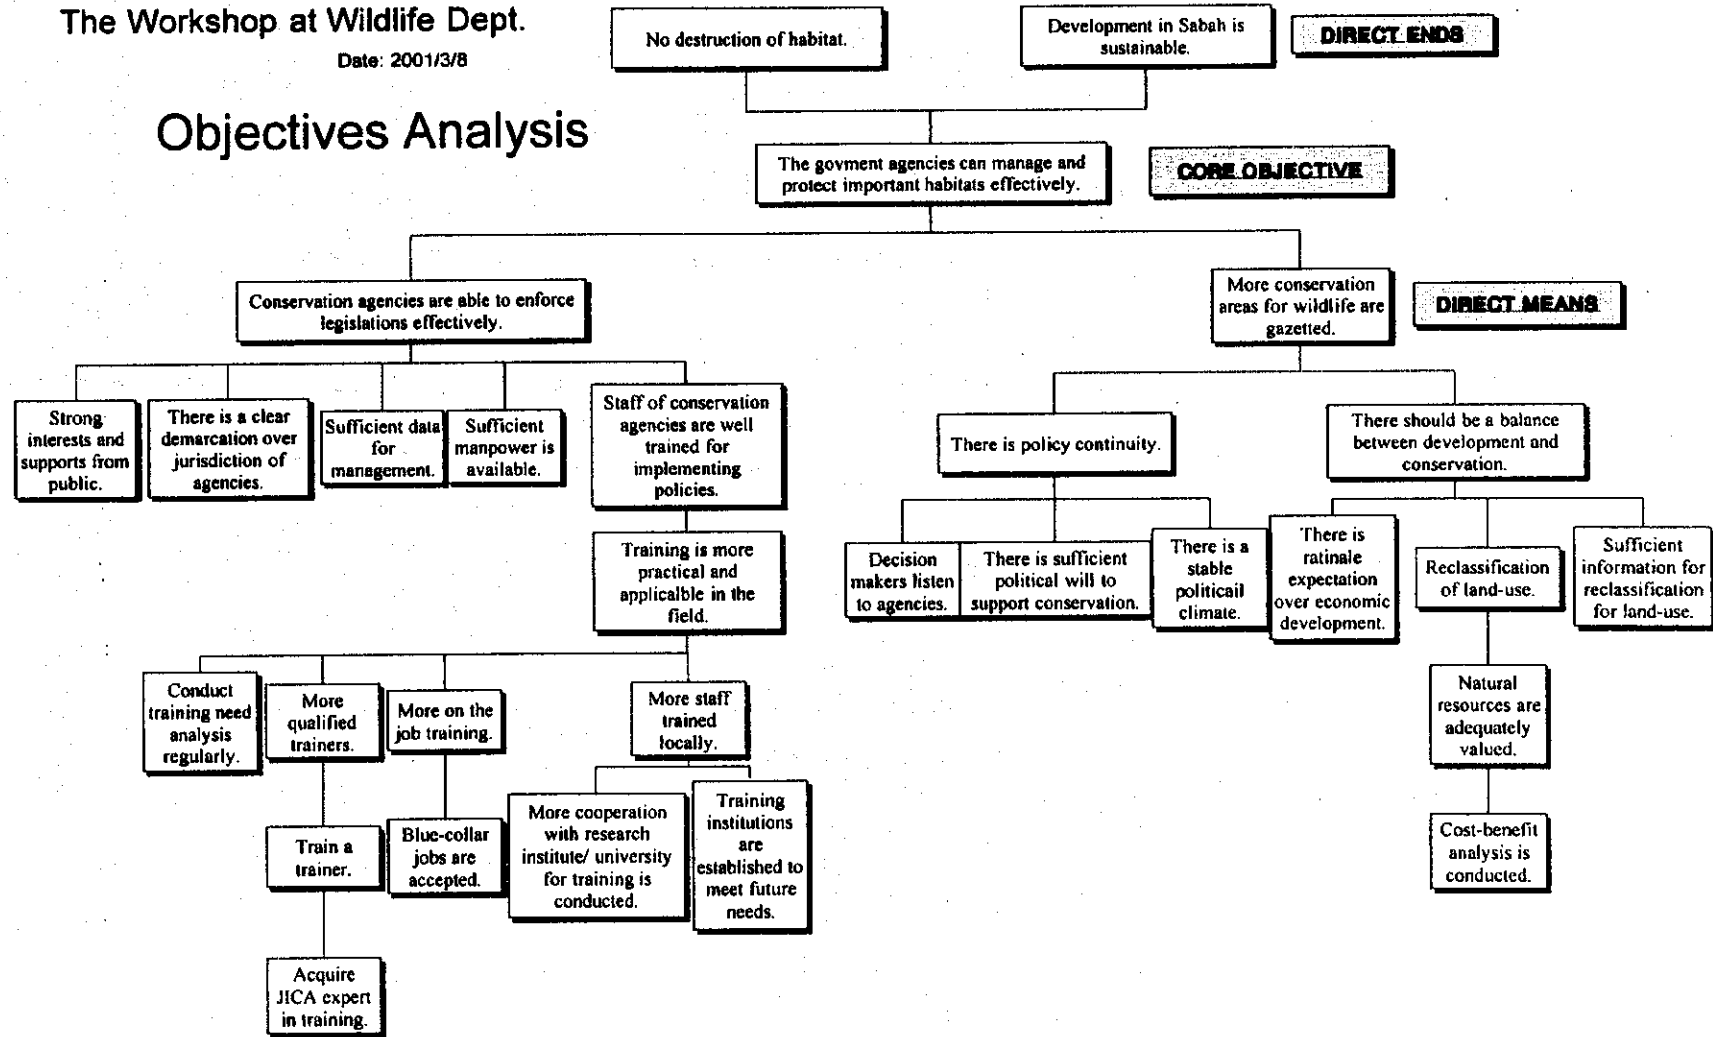 The Workshop at Wildlife Dept.
Date: 2001/3/8
Objectives Analysis
No destruction of habitat.
Development in Sabah is
sustainable.
DIRECT ENDS
The govment agencies can manage and
protect important habitats effectively.
CORE OBJECTIVE
Conservation agencies are able to enforce
legislations effectively.
More conservation
areas for wildlife are
gazetted.
DIRECT MEANS
Strong
interests and
supports from
public.
There is a clear
demarcation over
jurisdiction of
agencies.
Sufficient data
for
management.
Sufficient
manpower is
available.
Staff of conservation
agencies are well
trained for
implementing
policies.
There is policy continuity.
There should be a balance
between development and
conservation.
Training is more
practical and
applicalble in the
field.
Decision
makers listen
to agencies.
There is sufficient
political will to
support conservation.
There is a
stable
politicail
climate.
There is
ratinale
expectation
over economic
development.
Reclassification
of land-use.
Sufficient
information for
reclassification
for land-use.
Conduct
training need
analysis
regularly.
More
qualified
trainers.
More on the
job training.
More staff
trained
locally.
Natural
resources are
adequately
valued.
Train a
trainer.
Blue-collar
jobs are
accepted.
More cooperation
with research
institute/ university
for training is
conducted.
Training
institutions
are
established to
meet future
needs.
Cost-benefit
analysis is
conducted.
Acquire
JICA expert
in training.